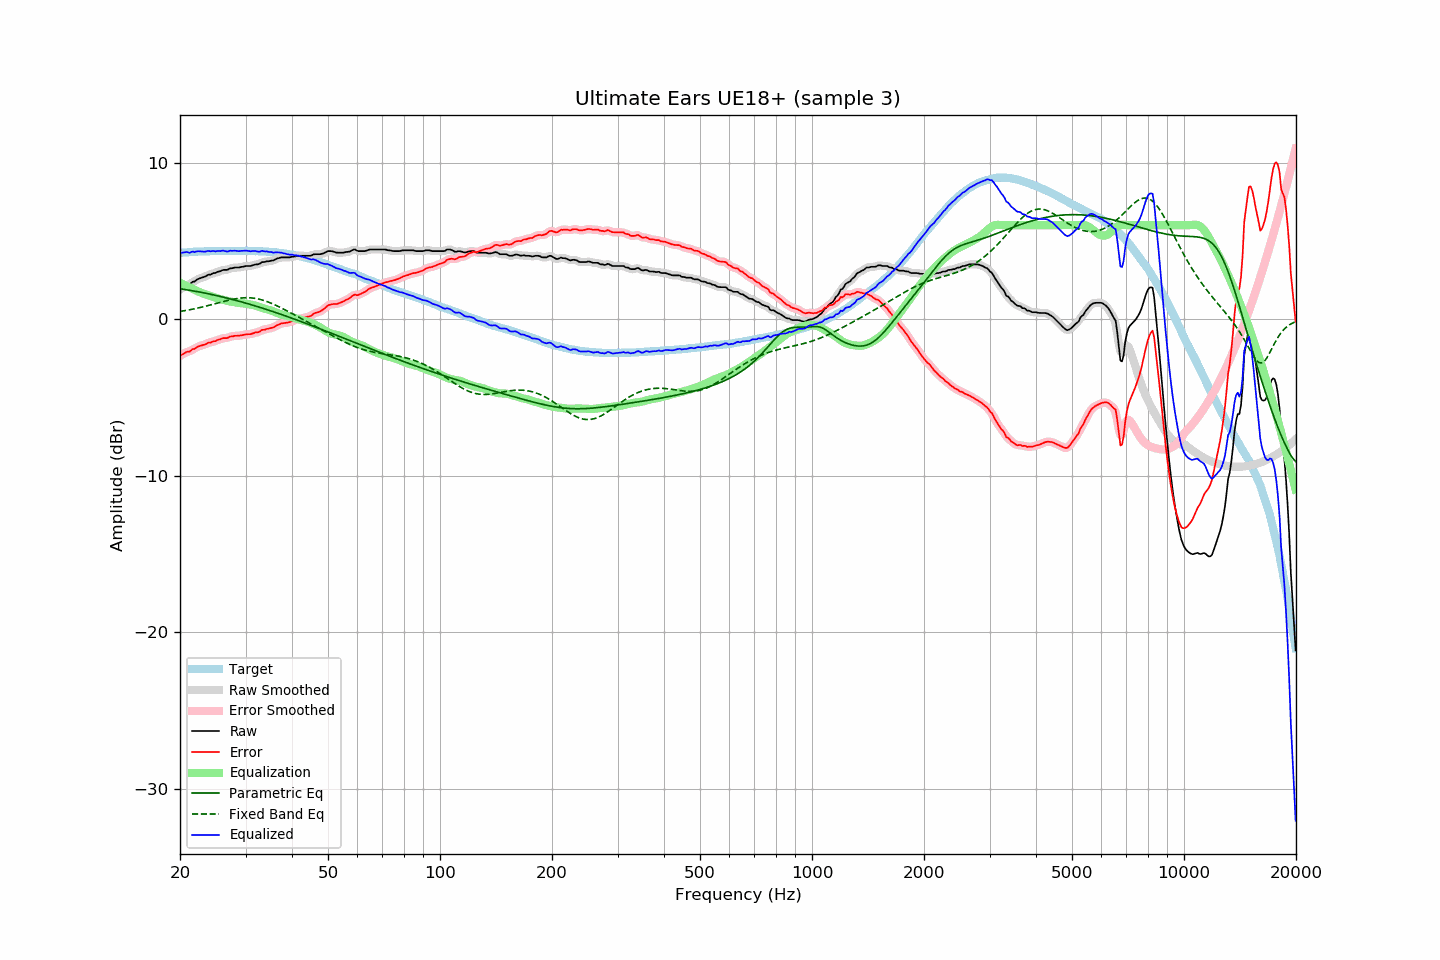 Ultimate Ears UE18+ (sample 3)
Amplitude (dBr)
10
0
−10
−20
−30
Target
Raw Smoothed
Error Smoothed
Raw
Error
Equalization
Parametric Eq
Fixed Band Eq
Equalized
20 50 100 200 500 1000 2000 5000 10000 20000
Frequency (Hz)